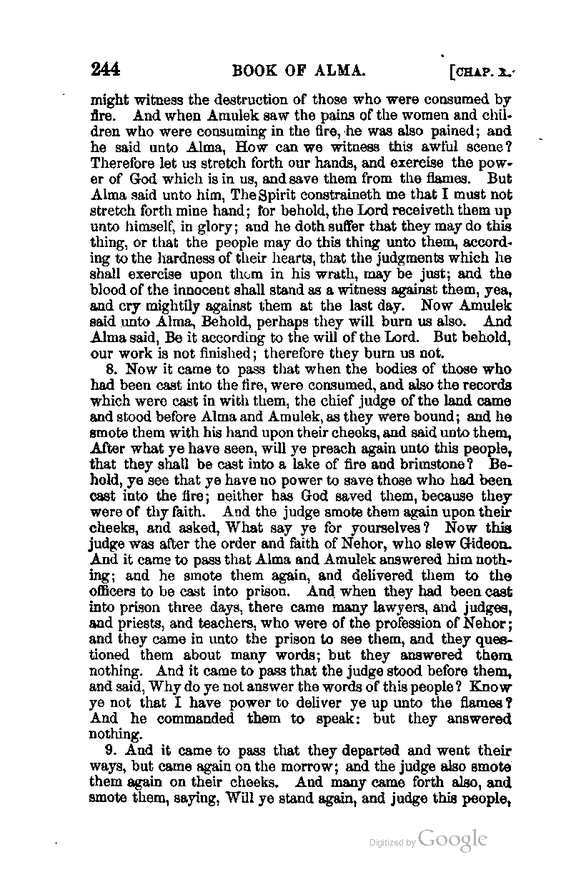 244 BOOK OF ALMA. [CHAP. X.
might witness the destruction of those who were consumed by
fire. And when Amulek saw the pains of the women and chil-
dren who were consuming in the fire, he was also pained; and
he said unto Alma, How can we witness this awful scene?
Therefore let us stretch forth our hands, and exercise the pow-
er of God which is in us, and save them from the flames. But
Alma said unto him, The Spirit constraineth me that I must not
stretch forth mine hand; for behold, the Lord receiveth them up
unto himself, in glory; and he doth suffer that they may do this
thing, or that the people may do this thing unto them, accord-
ing to the hardness of their hearts, that the judgments which he
shall exercise upon them in his wrath, may be just; and the
blood of the innocent shall stand as a witness against them, yea,
and cry mightily against them at the last day. Now Amulek
said unto Alma, Behold, perhaps they will burn us also. And
Alma said, Be it according to the will of the Lord. But behold,
our work is not finished; therefore they burn us not.
8. Now it came to pass that when the bodies of those who
had been cast into the fire, were consumed, and also the records
which were cast in with them, the chief judge of the land came
and stood before Alma and Amulek, as they were bound; and he
smote them with his hand upon their cheeks, and said unto them,
After what ye have seen, will ye preach again unto this people,
that they shall be cast into a lake of fire and brimstone? Be-
hold, ye see that ye have no power to save those who had been
cast into the fire; neither has God saved them, because they
were of thy faith. And the judge smote them again upon their
cheeks, and asked, What say ye for yourselves? Now this
judge was after the order and faith of Nehor, who slew Gideon.
And it came to pass that Alma and Amulek answered him noth-
ing; and he smote them again, and delivered them to the
officers to be cast into prison. And when they had been cast
into prison three days, there came many lawyers, and judges,
and priests, and teachers, who were of the profession of Nehor;
and they came in unto the prison to see them, and they ques-
tioned them about many words; but they answered them
nothing. And it came to pass that the judge stood before them,
and said, Why do ye not answer the words of this people? Know
ye not that I have power to deliver ye up unto the flames?
And he commanded them to speak: but they answered
nothing.
9. And it came to pass that they departed and went their
ways, but came again on the morrow; and the judge also smote
them again on their cheeks. And many came forth also, and
smote them, saying, Will ye stand again, and judge this people,
Digitized by Google